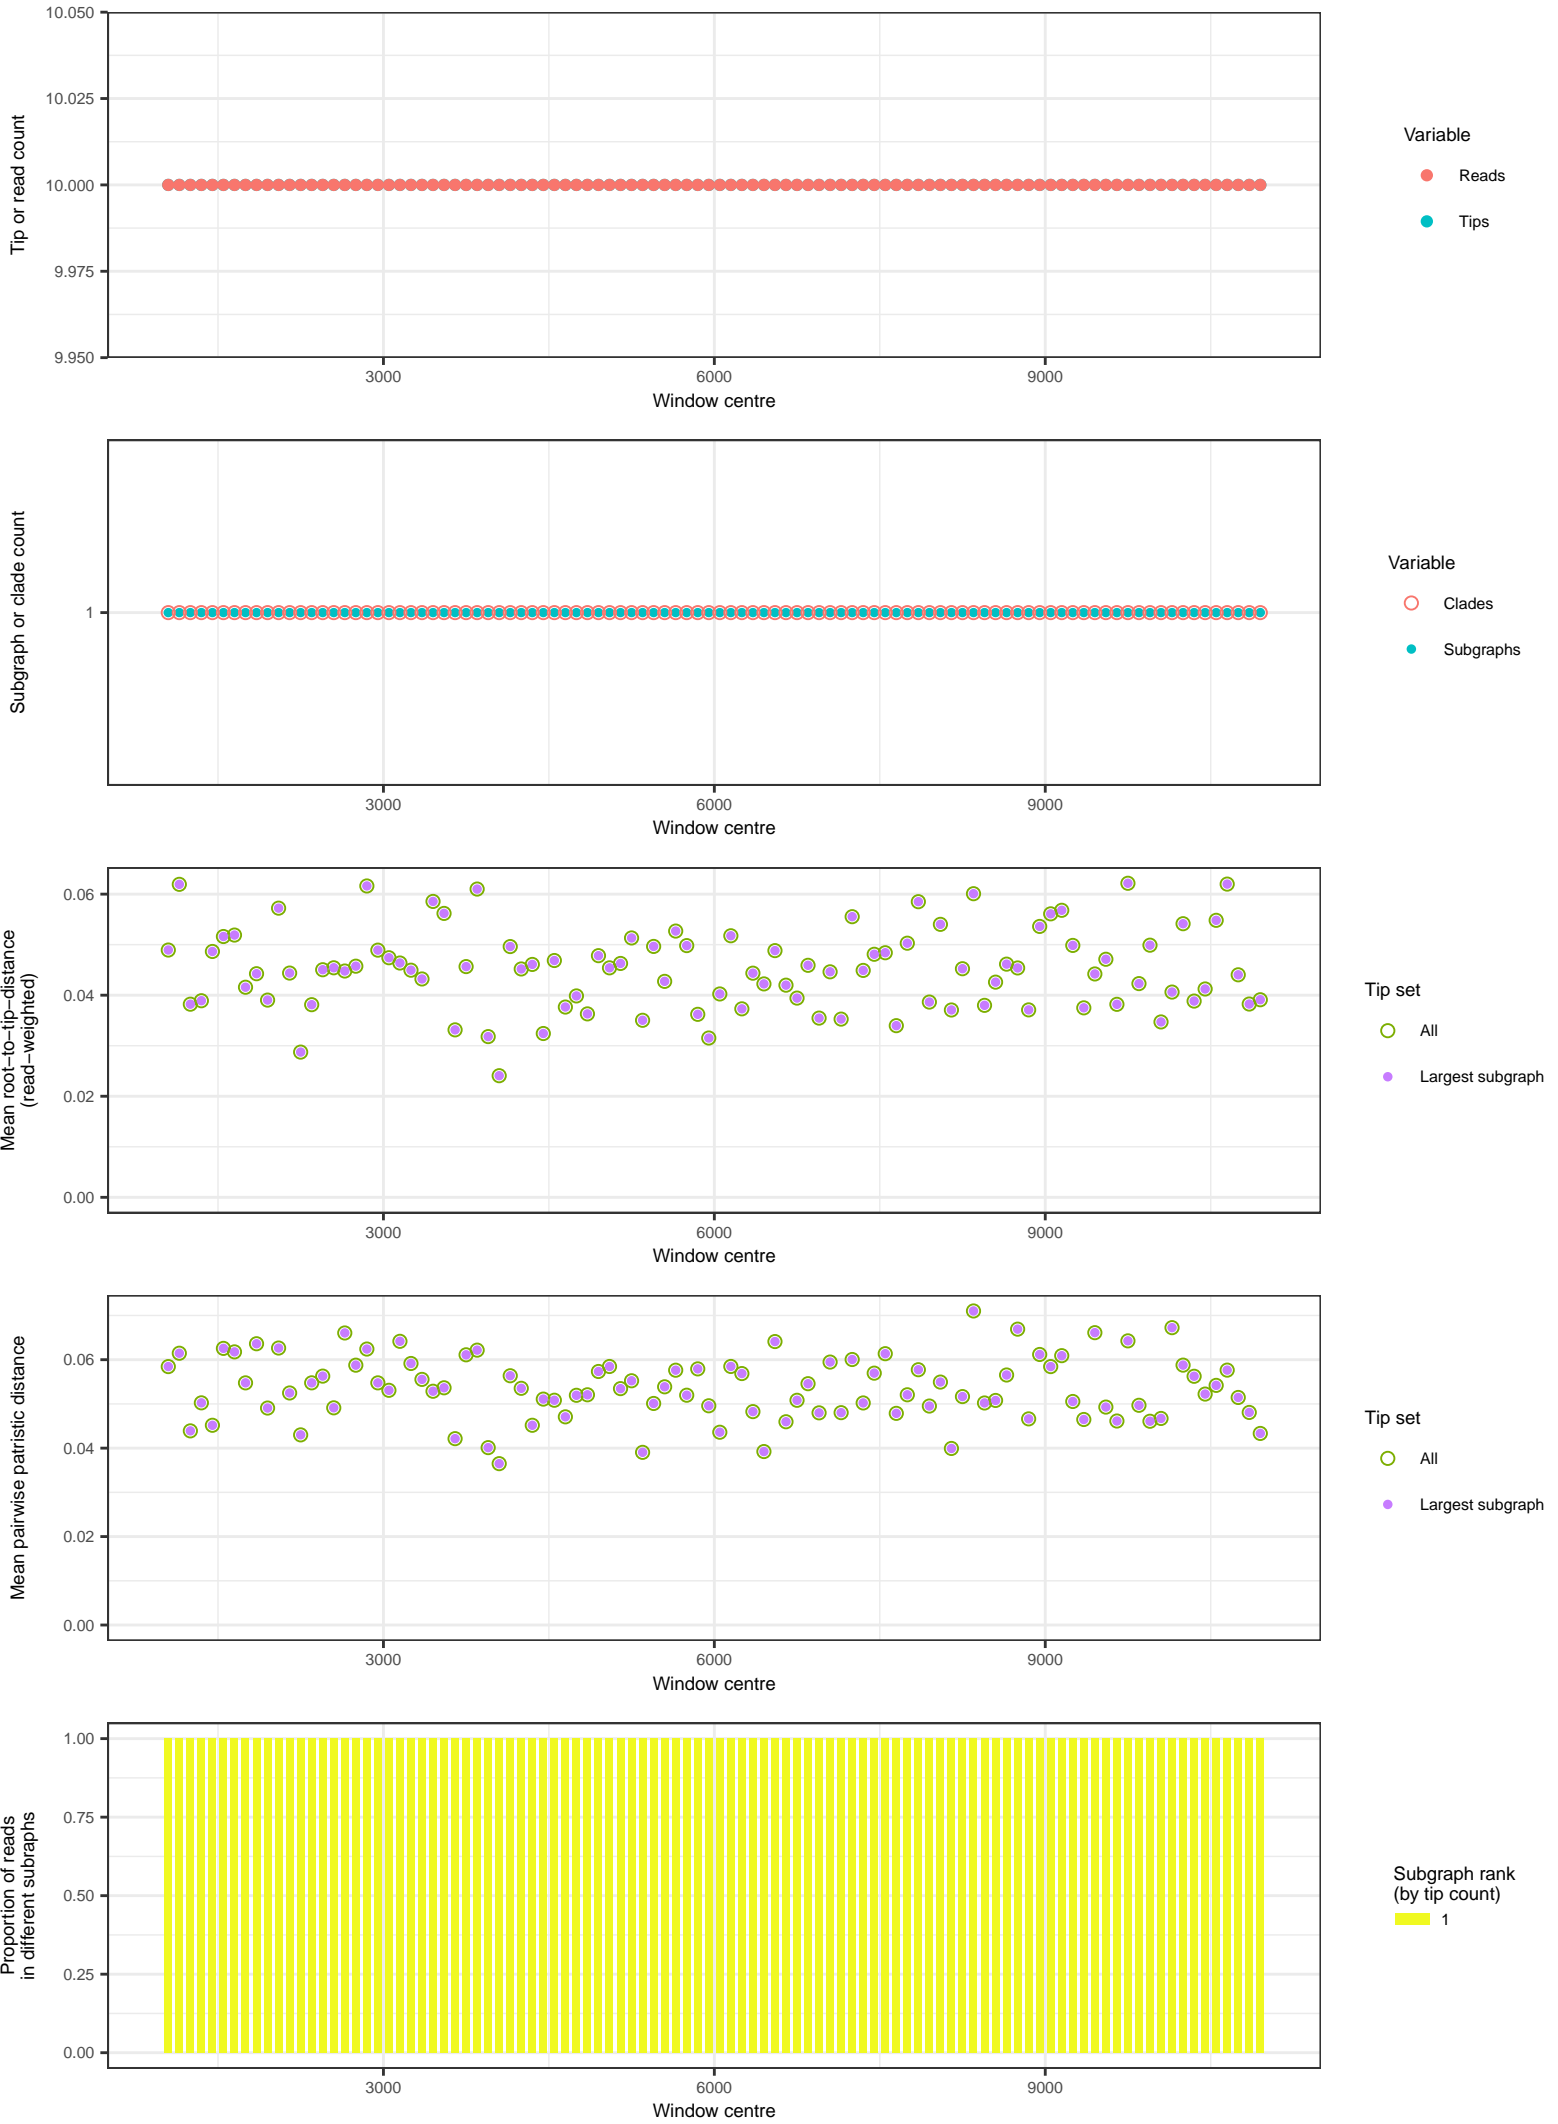 10.050
10.025
10.000
9.975
9.950
Tip or read count
3000 6000 9000
Window centre
Variable
Reads
Tips
1
Subgraph or clade count
3000 6000 9000
Window centre
Variable
Clades
Subgraphs
0.06
0.04
0.02
0.00
Mean root−to−tip−distance
(read−weighted)
3000 6000 9000
Window centre
Tip set
All
Largest subgraph
0.06
0.04
0.02
0.00
Mean pairwise patristic distance
3000 6000 9000
Window centre
Tip set
All
Largest subgraph
1.00
0.75
0.50
0.25
0.00
Proportion of reads
in different subraphs
3000 6000 9000
Window centre
Subgraph rank
(by tip count)
1